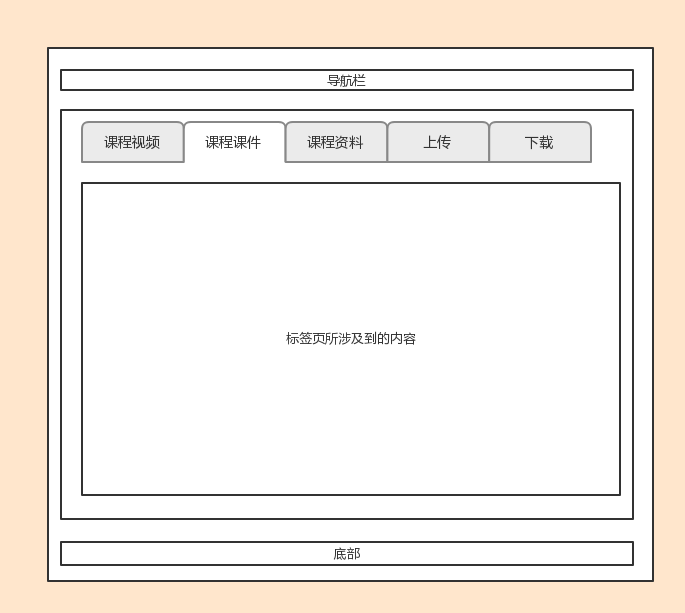 导航栏
课程视频
课程课件
课程资料
上传
下载
标签页所涉及到的内容
底部